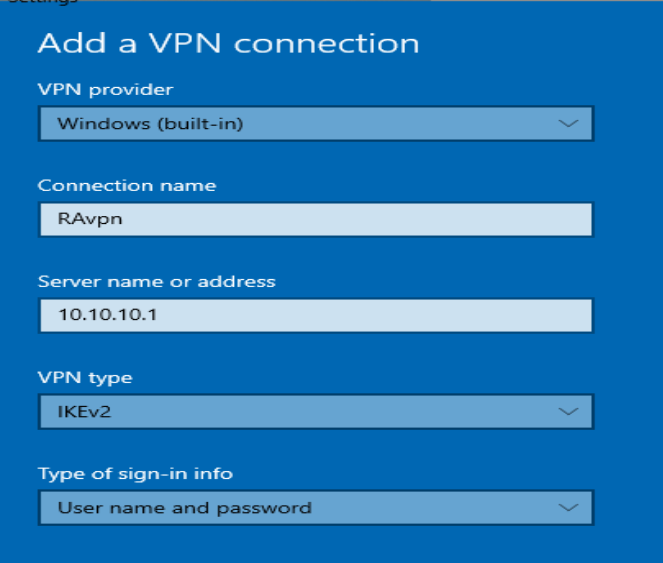 Settings
Add a VPN connection
VPN provider
Windows (built-in)
Connection name
RAvpn
Server name or address
10.10.10.1
VPN type
IKEv2
Type of sign-in info
User name and password